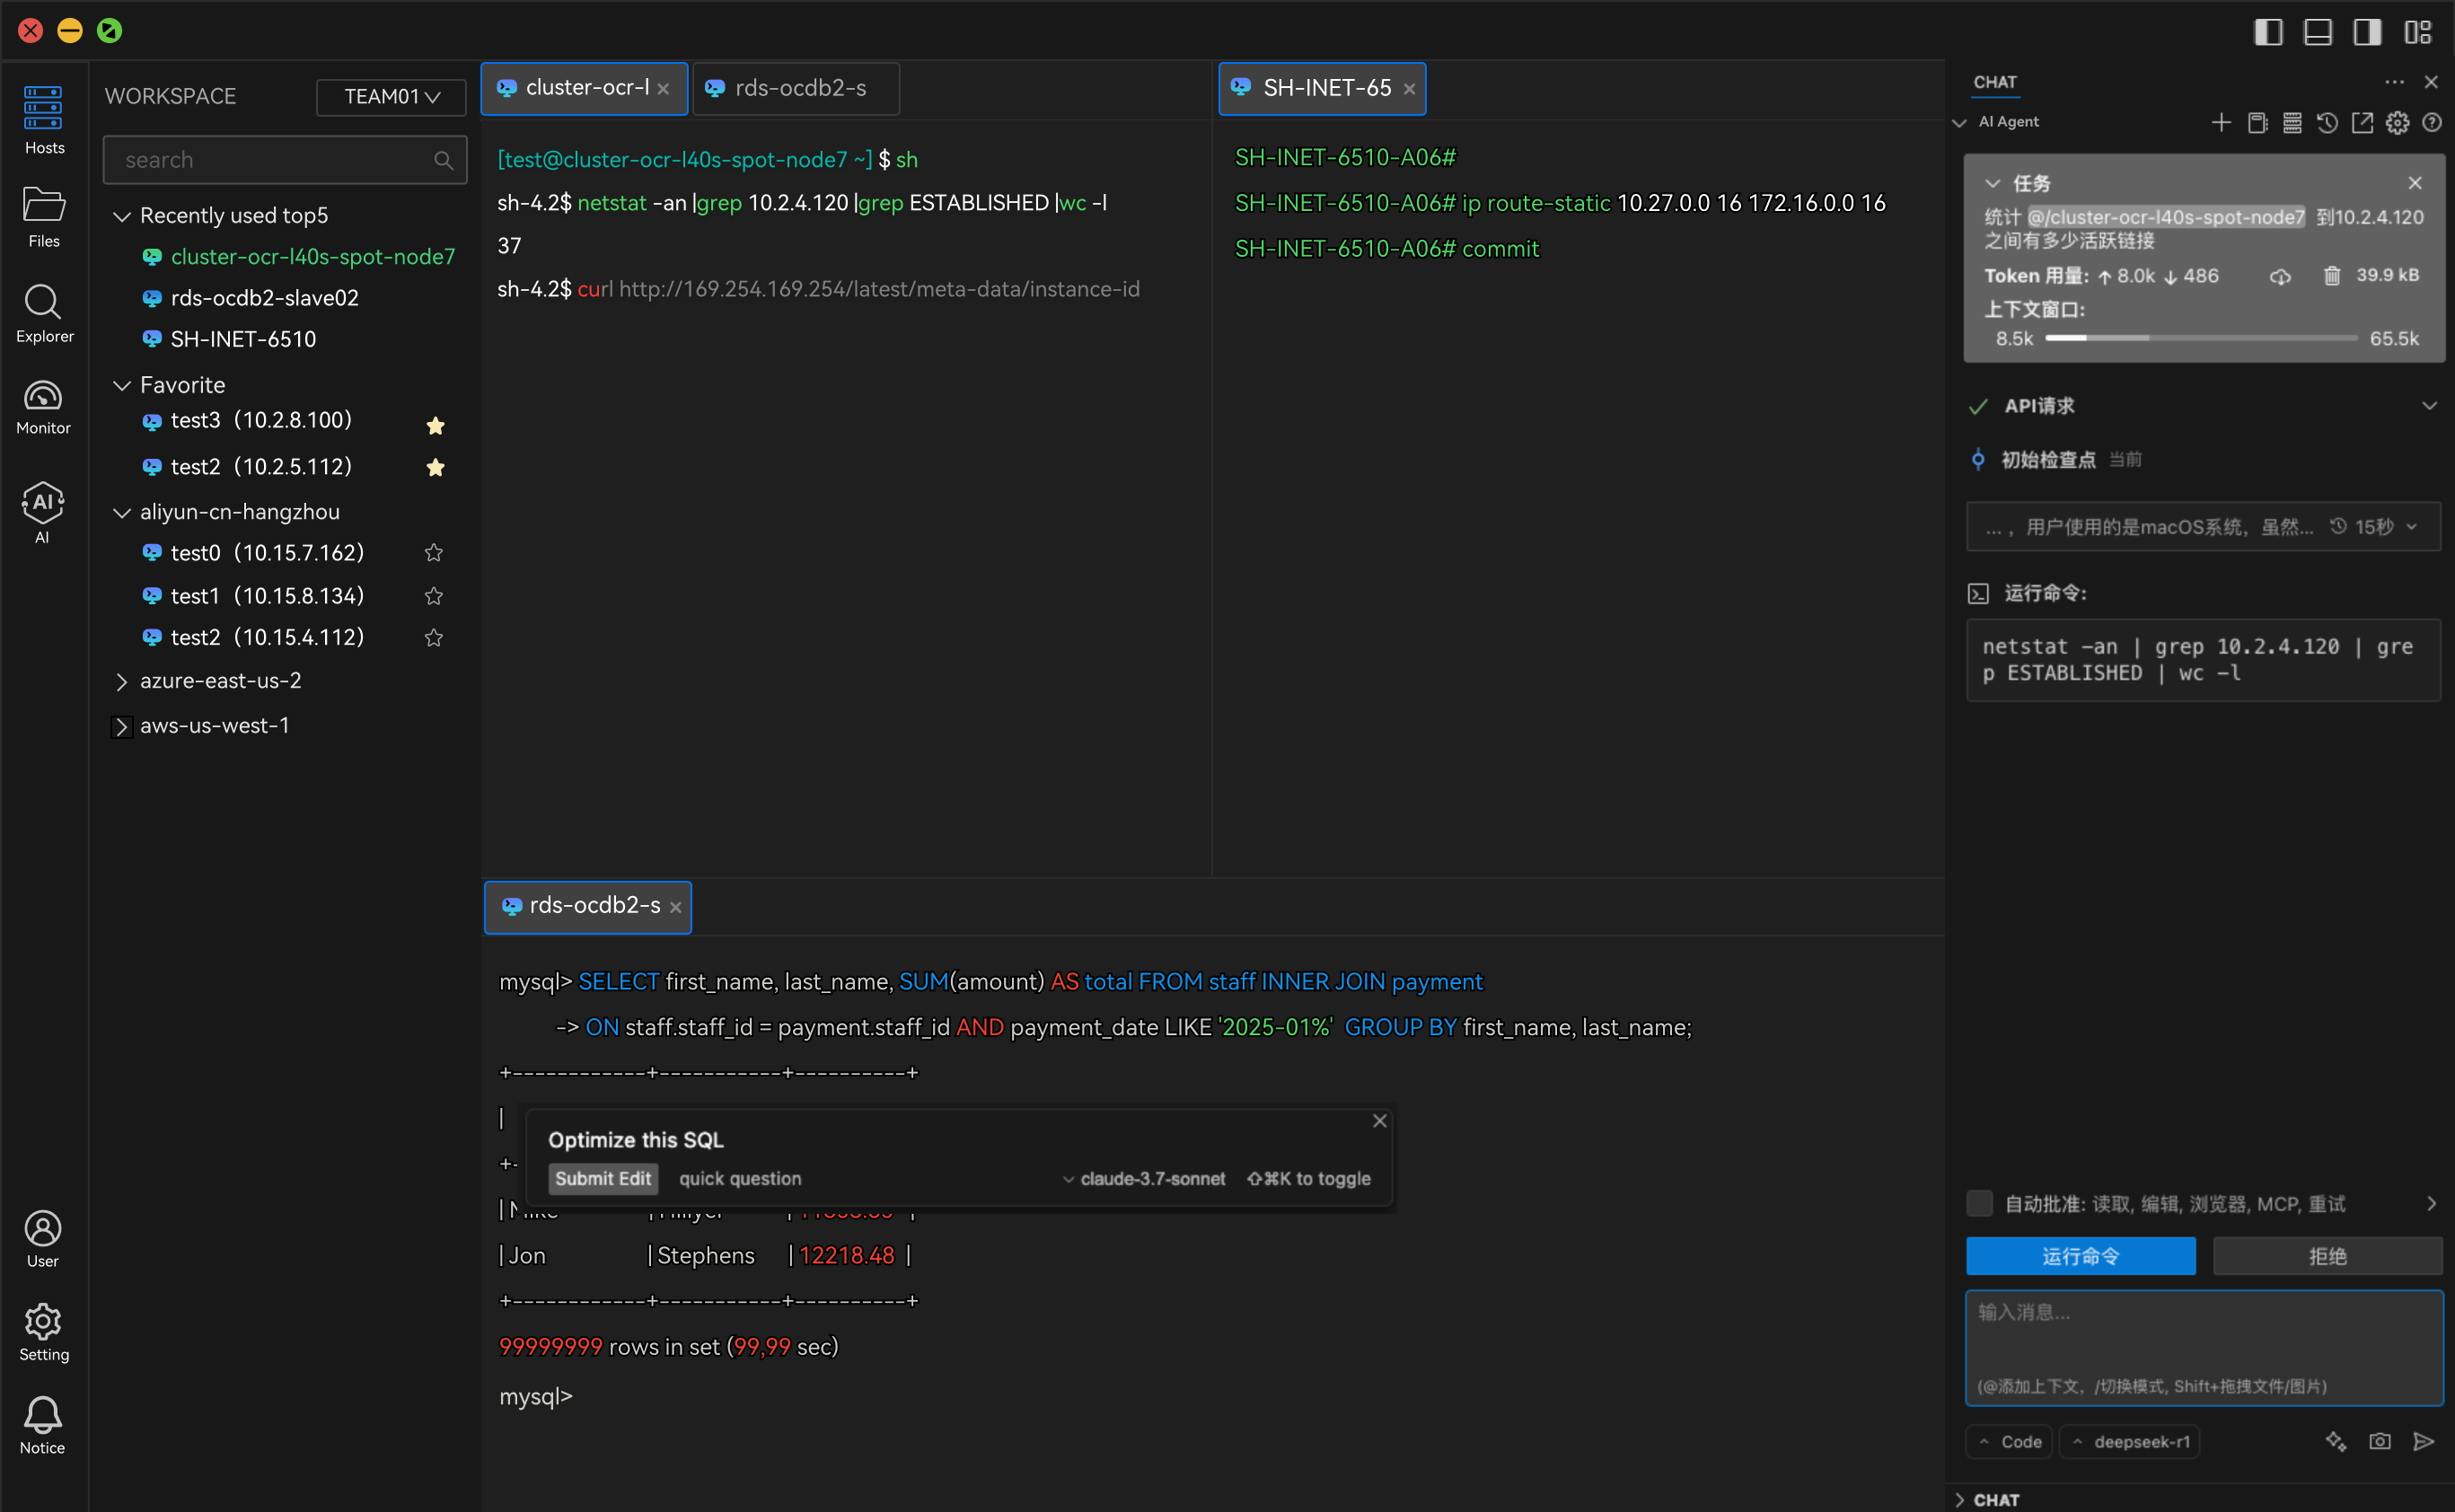 Hosts
Files
Explorer
Monitor
AI
AI
User
Setting
Notice
WORKSPACE
TEAM01
search
Recently used top5
cluster-ocr-l40s-spot-node7
rds-ocdb2-slave02
SH-INET-6510
Favorite
test3（10.2.8.100）
test2（10.2.5.112）
aliyun-cn-hangzhou
test0（10.15.7.162）
test1（10.15.8.134）
test2（10.15.4.112）
azure-east-us-2
aws-us-west-1
cluster-ocr-l
rds-ocdb2-s
[test@cluster-ocr-l40s-spot-node7 ~] $ sh
sh-4.2$ netstat -an |grep 10.2.4.120 |grep ESTABLISHED |wc -l
37
sh-4.2$ curl http://169.254.169.254/latest/meta-data/instance-id
SH-INET-65
SH-INET-6510-A06#
SH-INET-6510-A06# ip route-static 10.27.0.0 16 172.16.0.0 16
SH-INET-6510-A06# commit
rds-ocdb2-s
mysql> SELECT first_name, last_name, SUM(amount) AS total FROM staff INNER JOIN payment
-> ON staff.staff_id = payment.staff_id AND payment_date LIKE '2025-01%' GROUP BY first_name, last_name;
+------------+-----------+----------+
|
+-
Optimize this SQL
Submit Edit quick question claude-3.7-sonnet ⇧⌘K to toggle
| Jon | Stephens | 12218.48 |
+------------+-----------+----------+
99999999 rows in set (99,99 sec)
mysql>
CHAT
AI Agent
任务
统计 @/cluster-ocr-l40s-spot-node7 到10.2.4.120
之间有多少活跃链接
Token 用量: ↑ 8.0k ↓ 486 39.9 kB
上下文窗口:
8.5k 65.5k
API请求
初始检查点 当前
... ，用户使用的是macOS系统，虽然... 15秒
运行命令:
netstat -an | grep 10.2.4.120 | gre
p ESTABLISHED | wc -l
自动批准: 读取, 编辑, 浏览器, MCP, 重试
运行命令 拒绝
输入消息...
(@添加上下文，/切换模式, Shift+拖拽文件/图片)
Code deepseek-r1
CHAT